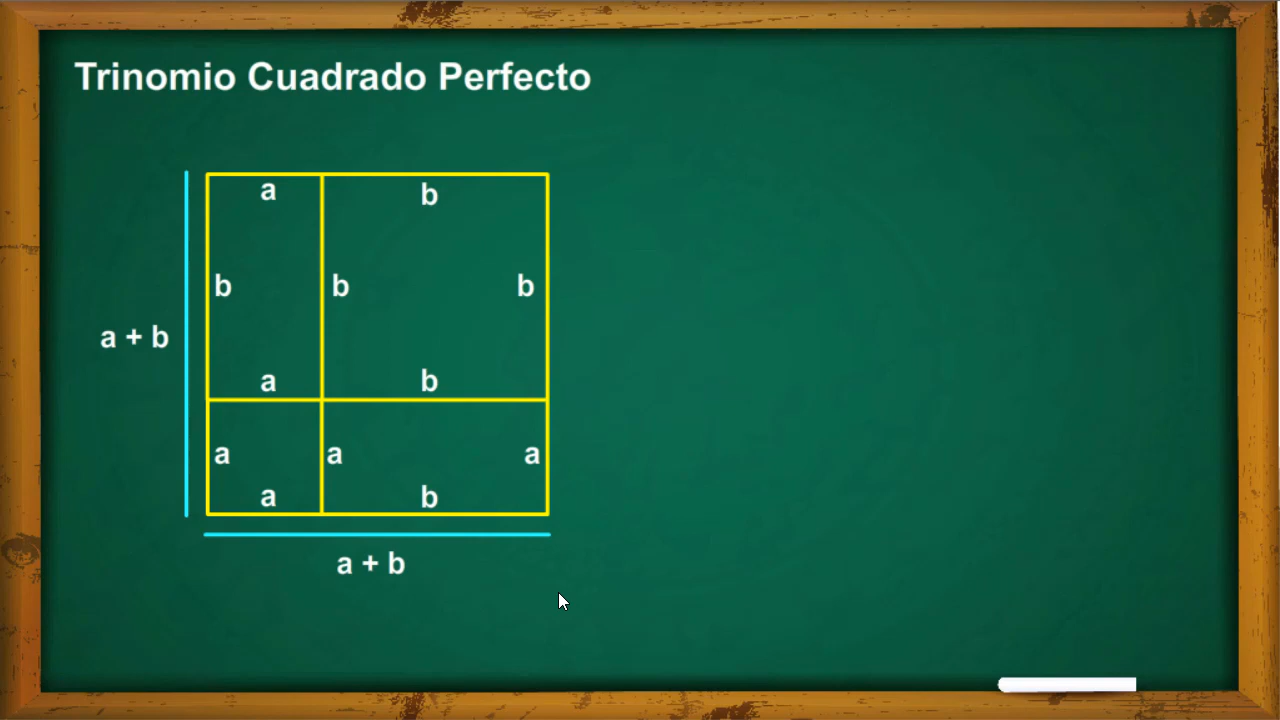 Trinomio Cuadrado Perfecto
a b
b b b
a + b
a b
a a a
a b
a + b